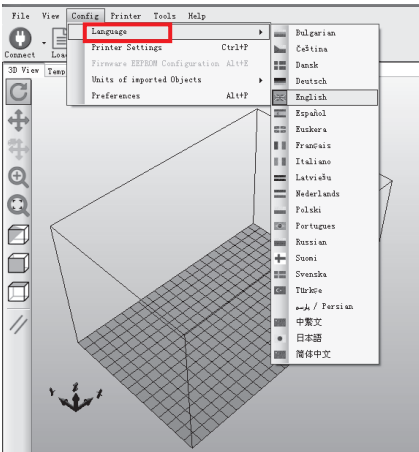 File View Config Printer Tools Help
Connect Loa
3D View Temp
Language
Printer Settings Ctrl+P
Firmware EEPROM Configuration Alt+E
Units of imported Objects
Preferences Alt+P
Bulgarian
Čeština
Dansk
Deutsch
English
Español
Euskera
Français
Italiano
Latviešu
Nederlands
Polski
Portugues
Russian
Suomi
Svenska
Türkçe
پارسی / Persian
中繁文
日本語
简体中文
Y Z X